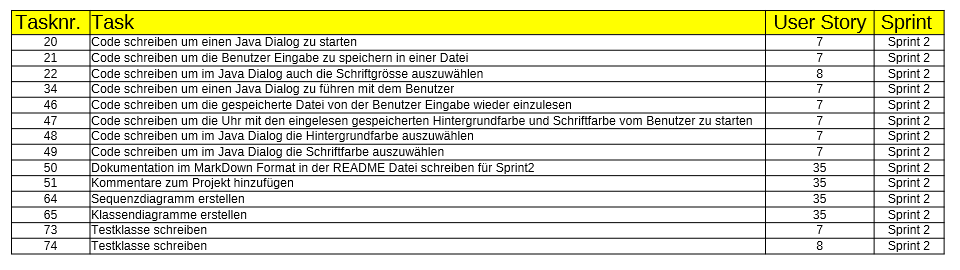 Tasknr. Task User Story Sprint
20 Code schreiben um einen Java Dialog zu starten 7 Sprint 2
21 Code schreiben um die Benutzer Eingabe zu speichern in einer Datei 7 Sprint 2
22 Code schreiben um im Java Dialog auch die Schriftgrösse auszuwählen 8 Sprint 2
34 Code schreiben um einen Java Dialog zu führen mit dem Benutzer 7 Sprint 2
46 Code schreiben um die gespeicherte Datei von der Benutzer Eingabe wieder einzulesen 7 Sprint 2
47 Code schreiben um die Uhr mit den eingelesen gespeicherten Hintergrundfarbe und Schriftfarbe vom Benutzer zu starten 7 Sprint 2
48 Code schreiben um im Java Dialog die Hintergrundfarbe auszuwählen 7 Sprint 2
49 Code schreiben um im Java Dialog die Schriftfarbe auszuwählen 7 Sprint 2
50 Dokumentation im MarkDown Format in der README Datei schreiben für Sprint2 35 Sprint 2
51 Kommentare zum Projekt hinzufügen 35 Sprint 2
64 Sequenzdiagramm erstellen 35 Sprint 2
65 Klassendiagramme erstellen 35 Sprint 2
73 Testklasse schreiben 7 Sprint 2
74 Testklasse schreiben 8 Sprint 2